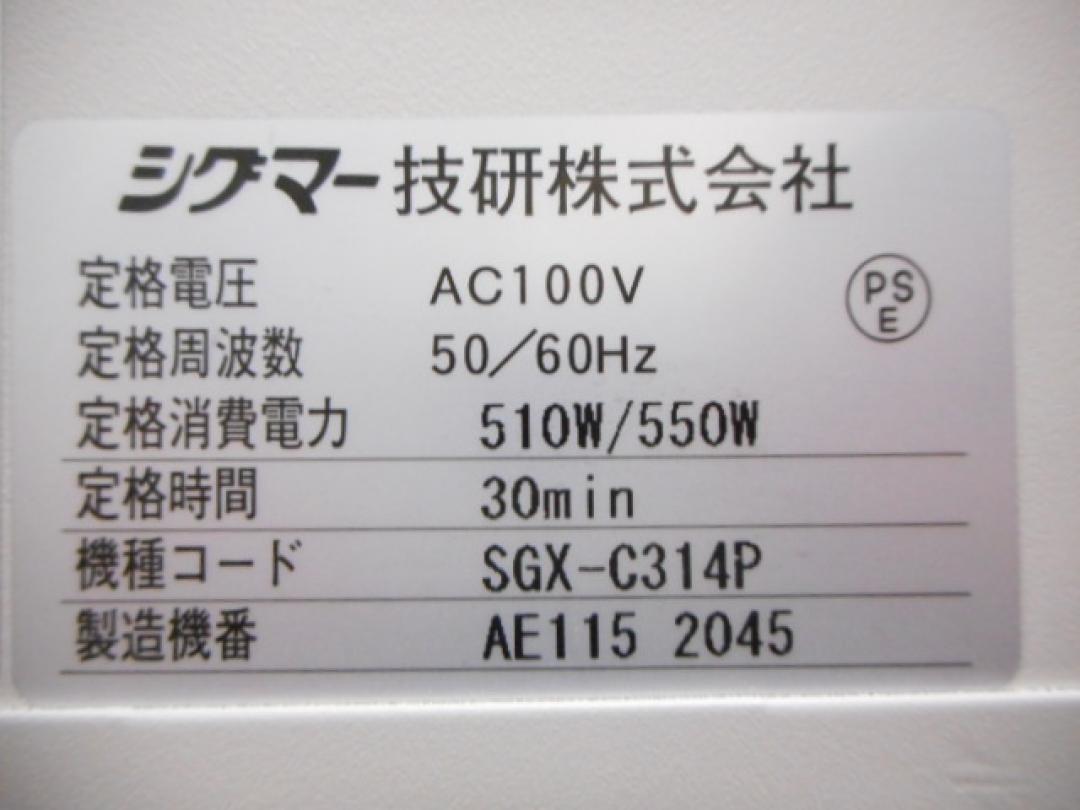 シグマー技研株式会社
定格電圧 AC100V
PSE
定格周波数 50/60Hz
定格消費電力 510W/550W
定格時間 30min
機種コード SGX-C314P
製造機番 AE115 2045